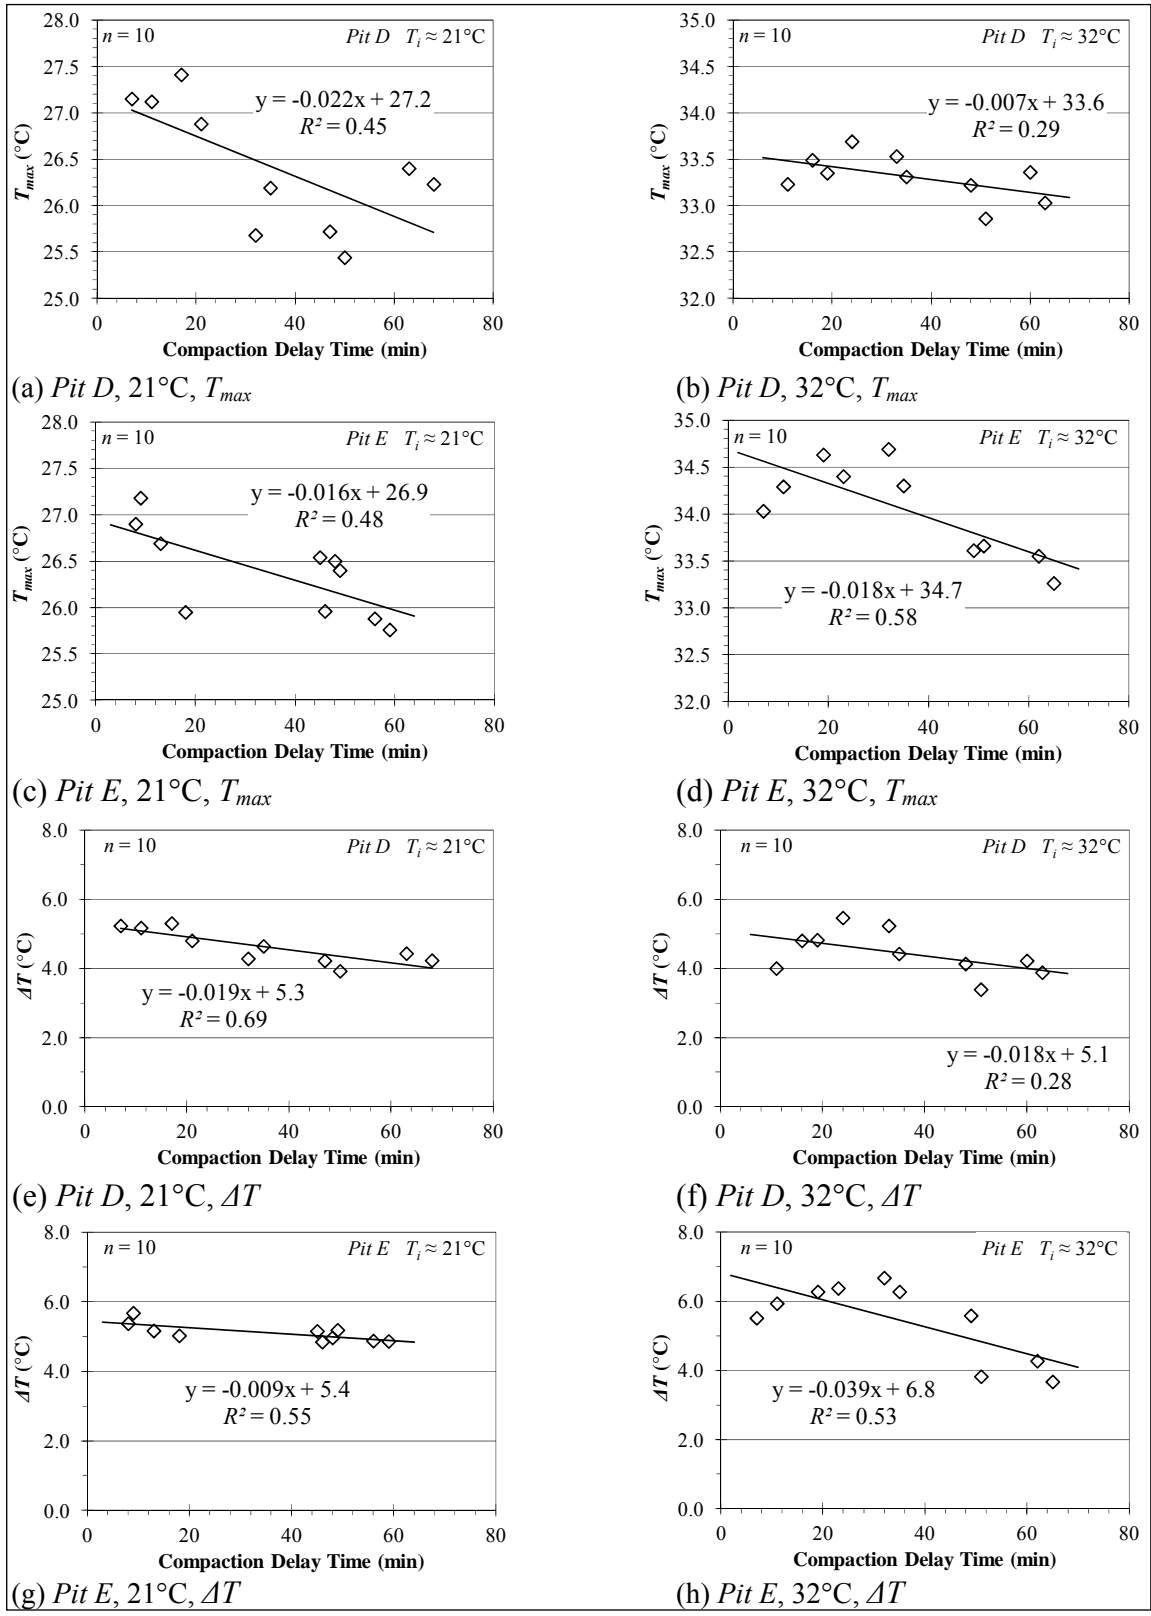 28.0
27.5
27.0
26.5
26.0
25.5
25.0
T_max (°C)
n = 10
Pit D T_i ≈ 21°C
y = -0.022x + 27.2
R² = 0.45
0 20 40 60 80
Compaction Delay Time (min)
(a) Pit D, 21°C, T_max
35.0
34.5
34.0
33.5
33.0
32.5
32.0
T_max (°C)
n = 10
Pit D T_i ≈ 32°C
y = -0.007x + 33.6
R² = 0.29
0 20 40 60 80
Compaction Delay Time (min)
(b) Pit D, 32°C, T_max
28.0
27.5
27.0
26.5
26.0
25.5
25.0
T_max (°C)
n = 10
Pit E T_i ≈ 21°C
y = -0.016x + 26.9
R² = 0.48
0 20 40 60 80
Compaction Delay Time (min)
(c) Pit E, 21°C, T_max
35.0
34.5
34.0
33.5
33.0
32.5
32.0
T_max (°C)
n = 10
Pit E T_i ≈ 32°C
y = -0.018x + 34.7
R² = 0.58
0 20 40 60 80
Compaction Delay Time (min)
(d) Pit E, 32°C, T_max
8.0
6.0
4.0
2.0
0.0
ΔT (°C)
n = 10
Pit D T_i ≈ 21°C
y = -0.019x + 5.3
R² = 0.69
0 20 40 60 80
Compaction Delay Time (min)
(e) Pit D, 21°C, ΔT
8.0
6.0
4.0
2.0
0.0
ΔT (°C)
n = 10
Pit D T_i ≈ 32°C
y = -0.018x + 5.1
R² = 0.28
0 20 40 60 80
Compaction Delay Time (min)
(f) Pit D, 32°C, ΔT
8.0
6.0
4.0
2.0
0.0
ΔT (°C)
n = 10
Pit E T_i ≈ 21°C
y = -0.009x + 5.4
R² = 0.55
0 20 40 60 80
Compaction Delay Time (min)
(g) Pit E, 21°C, ΔT
8.0
6.0
4.0
2.0
0.0
ΔT (°C)
n = 10
Pit E T_i ≈ 32°C
y = -0.039x + 6.8
R² = 0.53
0 20 40 60 80
Compaction Delay Time (min)
(h) Pit E, 32°C, ΔT